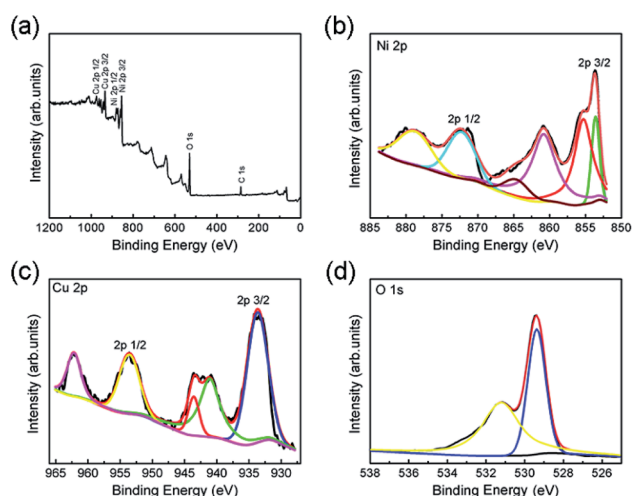 (a)
Intensity (arb.units)
Cu 2p 1/2
Cu 2p 3/2
Ni 2p 1/2
Ni 2p 3/2
O 1s
C 1s
1200 1000 800 600 400 200 0
Binding Energy (eV)
(b)
Intensity (arb.units)
Ni 2p
2p 3/2
2p 1/2
885 880 875 870 865 860 855 850
Binding Energy (eV)
(c)
Intensity (arb.units)
Cu 2p
2p 3/2
2p 1/2
965 960 955 950 945 940 935 930
Binding Energy (eV)
(d)
Intensity (arb.units)
O 1s
538 536 534 532 530 528 526
Binding Energy (eV)